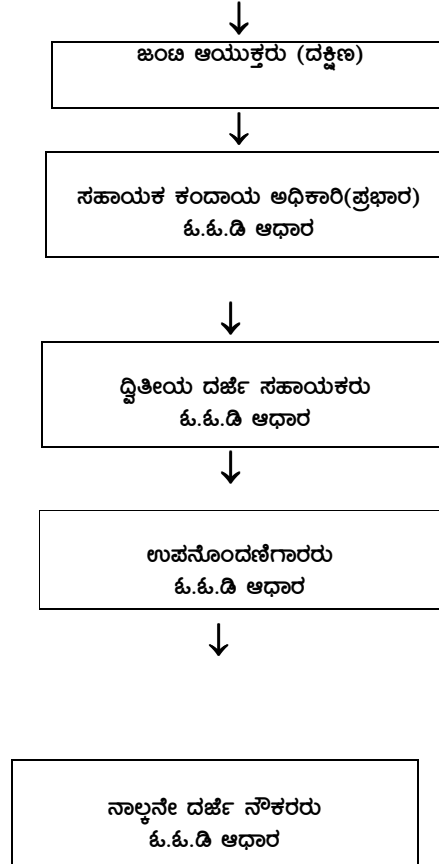 ಜಂಟಿ ಆಯುಕ್ತರು (ದಕ್ಷಿಣ)
ಸಹಾಯಕ ಕಂದಾಯ ಅಧಿಕಾರಿ(ಪ್ರಭಾರ)
ಓ.ಓ.ಡಿ ಆಧಾರ
ದ್ವಿತೀಯ ದರ್ಜೆ ಸಹಾಯಕರು
ಓ.ಓ.ಡಿ ಆಧಾರ
ಉಪನೊಂದಣಿಗಾರರು
ಓ.ಓ.ಡಿ ಆಧಾರ
ನಾಲ್ಕನೇ ದರ್ಜೆ ನೌಕರರು
ಓ.ಓ.ಡಿ ಆಧಾರ